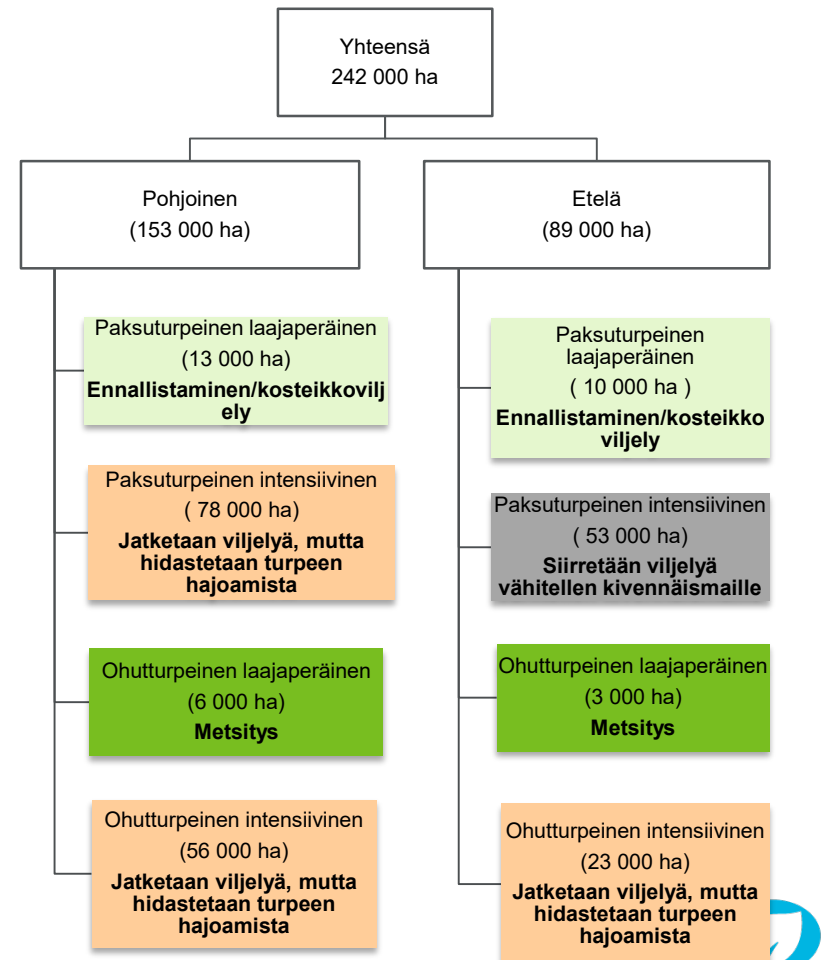 Yhteensä
242 000 ha
Pohjoinen
(153 000 ha)
Etelä
(89 000 ha)
Paksuturpeinen laajaperäinen
(13 000 ha)
Ennallistaminen/kosteikkovilj
ely
Paksuturpeinen
laajaperäinen
( 10 000 ha )
Ennallistaminen/kosteikko
viljely
Paksuturpeinen intensiivinen
( 78 000 ha)
Jatketaan viljelyä, mutta
hidastetaan turpeen
hajoamista
Paksuturpeinen intensiivinen
( 53 000 ha)
Siirretään viljelyä
vähitellen kivennäismaille
Ohutturpeinen laajaperäinen
(6 000 ha)
Metsitys
Ohutturpeinen laajaperäinen
(3 000 ha)
Metsitys
Ohutturpeinen intensiivinen
(56 000 ha)
Jatketaan viljelyä, mutta
hidastetaan turpeen
hajoamista
Ohutturpeinen intensiivinen
(23 000 ha)
Jatketaan viljelyä, mutta
hidastetaan turpeen
hajoamista